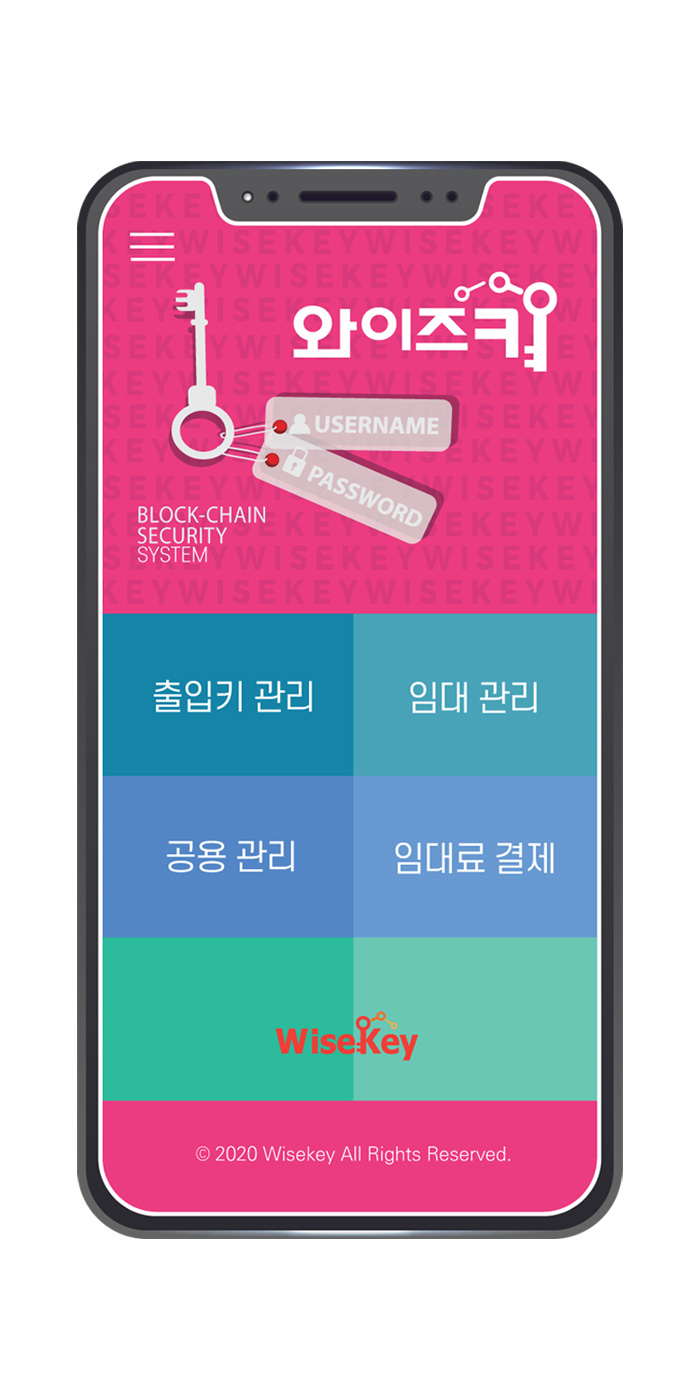 와이즈키
USERNAME
PASSWORD
BLOCK-CHAIN
SECURITY
SYSTEM
출입키 관리
임대 관리
공용 관리
임대료 결제
WiseKey
© 2020 Wisekey All Rights Reserved.